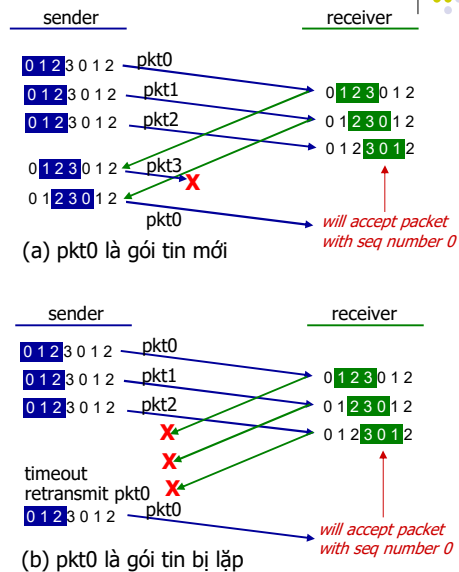 sender receiver
0 1 2 3 0 1 2 pkt0
0 1 2 3 0 1 2 pkt1
0 1 2 3 0 1 2
0 1 2 3 0 1 2 pkt2
0 1 2 3 0 1 2
0 1 2 3 0 1 2
0 1 2 3 0 1 2 pkt3
X
0 1 2 3 0 1 2
pkt0
will accept packet
with seq number 0
(a) pkt0 là gói tin mới
sender receiver
0 1 2 3 0 1 2 pkt0
0 1 2 3 0 1 2 pkt1
0 1 2 3 0 1 2
0 1 2 3 0 1 2 pkt2
0 1 2 3 0 1 2
X
0 1 2 3 0 1 2
X
timeout
X
retransmit pkt0
0 1 2 3 0 1 2 pkt0
will accept packet
with seq number 0
(b) pkt0 là gói tin bị lặp